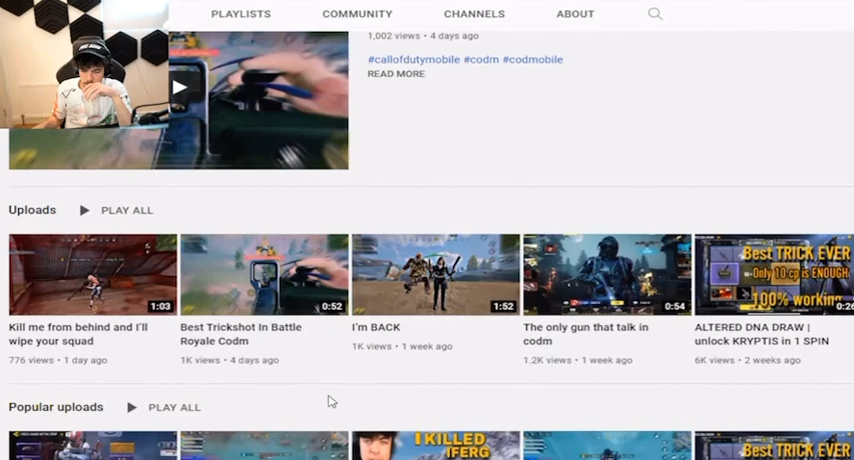 PLAYLISTS COMMUNITY CHANNELS ABOUT
1,002 views • 4 days ago
#callofdutymobile #codm #codmobile
READ MORE
Uploads PLAY ALL
Best TRICK EVER
Only 10 cp is ENOUGH
100% working
1:03 0:52 1:52 0:54 0:26
Kill me from behind and I'll
wipe your squad
776 views • 1 day ago
Best Trickshot In Battle
Royale Codm
1K views • 4 days ago
I'm BACK
1K views • 1 week ago
The only gun that talk in
codm
1.2K views • 1 week ago
ALTERED DNA DRAW |
unlock KRYPTIS in 1 SPIN
6K views • 2 weeks ago
Popular uploads PLAY ALL
I KILLED
IFERG
Best TRICK EVER